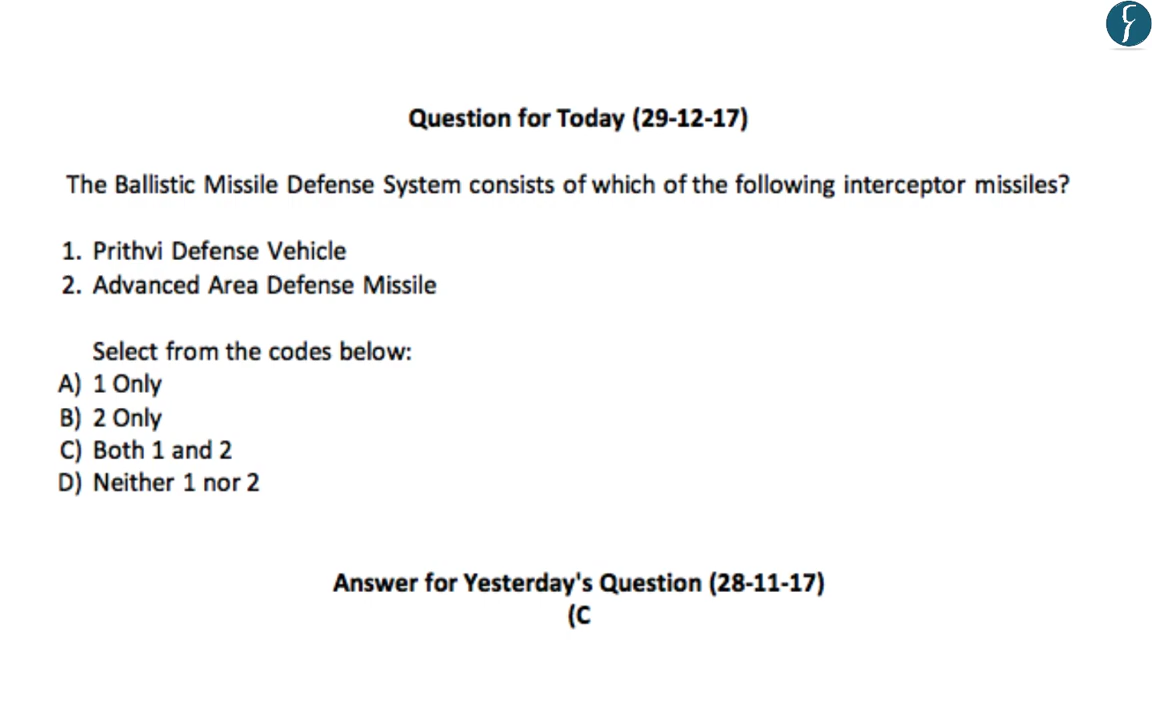 Question for Today (29-12-17)
The Ballistic Missile Defense System consists of which of the following interceptor missiles?
1. Prithvi Defense Vehicle
2. Advanced Area Defense Missile
Select from the codes below:
A) 1 Only
B) 2 Only
C) Both 1 and 2
D) Neither 1 nor 2
Answer for Yesterday's Question (28-11-17)
(C